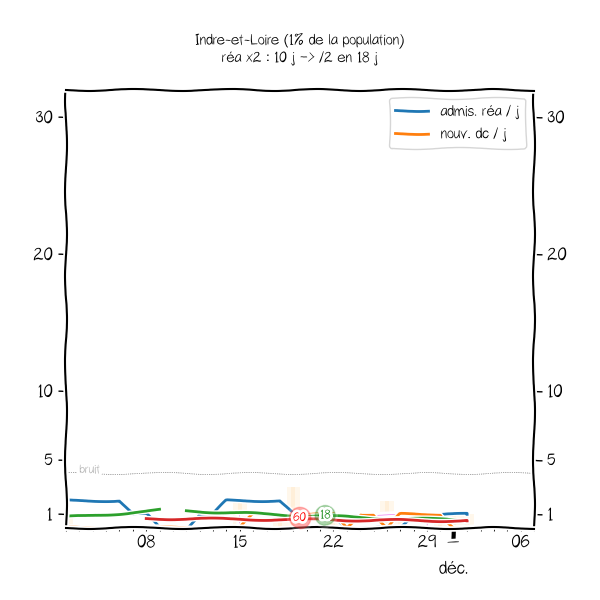 Indre-et-Loire (1% de la population)
réa x2 : 10 j -> /2 en 18 j
admis. réa / j
nouv. dc / j
30
30
20
20
10
10
5
5
bruit
1
1
60
18
08
15
22
29
06
déc.